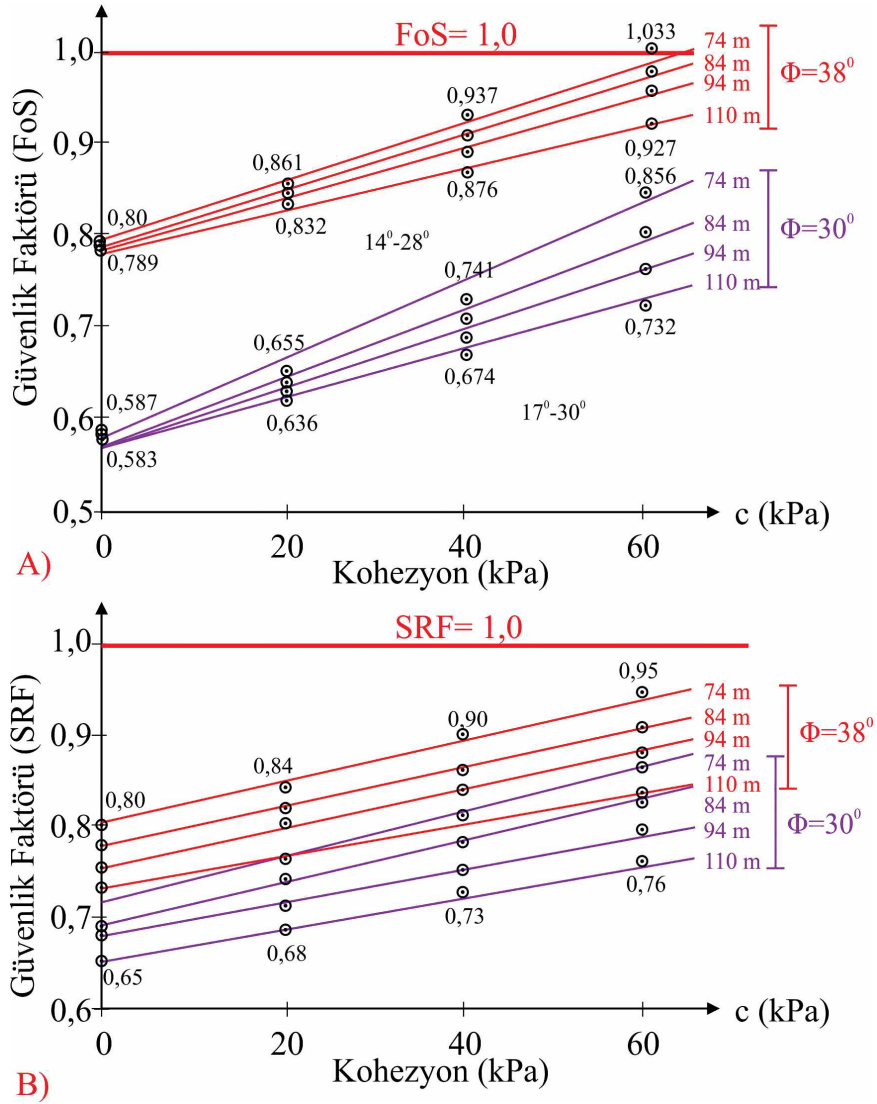 FoS= 1,0
1,0
0,9
0,8
0,7
0,6
0,5
Güvenlik Faktörü (FoS)
0,80
0,789
0,861
0,832
0,937
0,876
1,033
0,927
14⁰-28⁰
74 m
84 m
94 m
110 m
Φ=38⁰
0,587
0,583
0,655
0,636
0,741
0,674
0,856
0,732
17⁰-30⁰
74 m
84 m
94 m
110 m
Φ=30⁰
0
20
40
60
c (kPa)
Kohezyon (kPa)
A)
SRF= 1,0
1,0
0,9
0,8
0,7
0,6
Güvenlik Faktörü (SRF)
0,80
0,84
0,90
0,95
0,65
0,68
0,73
0,76
74 m
84 m
94 m
74 m
110 m
84 m
94 m
110 m
Φ=38⁰
Φ=30⁰
0
20
40
60
c (kPa)
Kohezyon (kPa)
B)